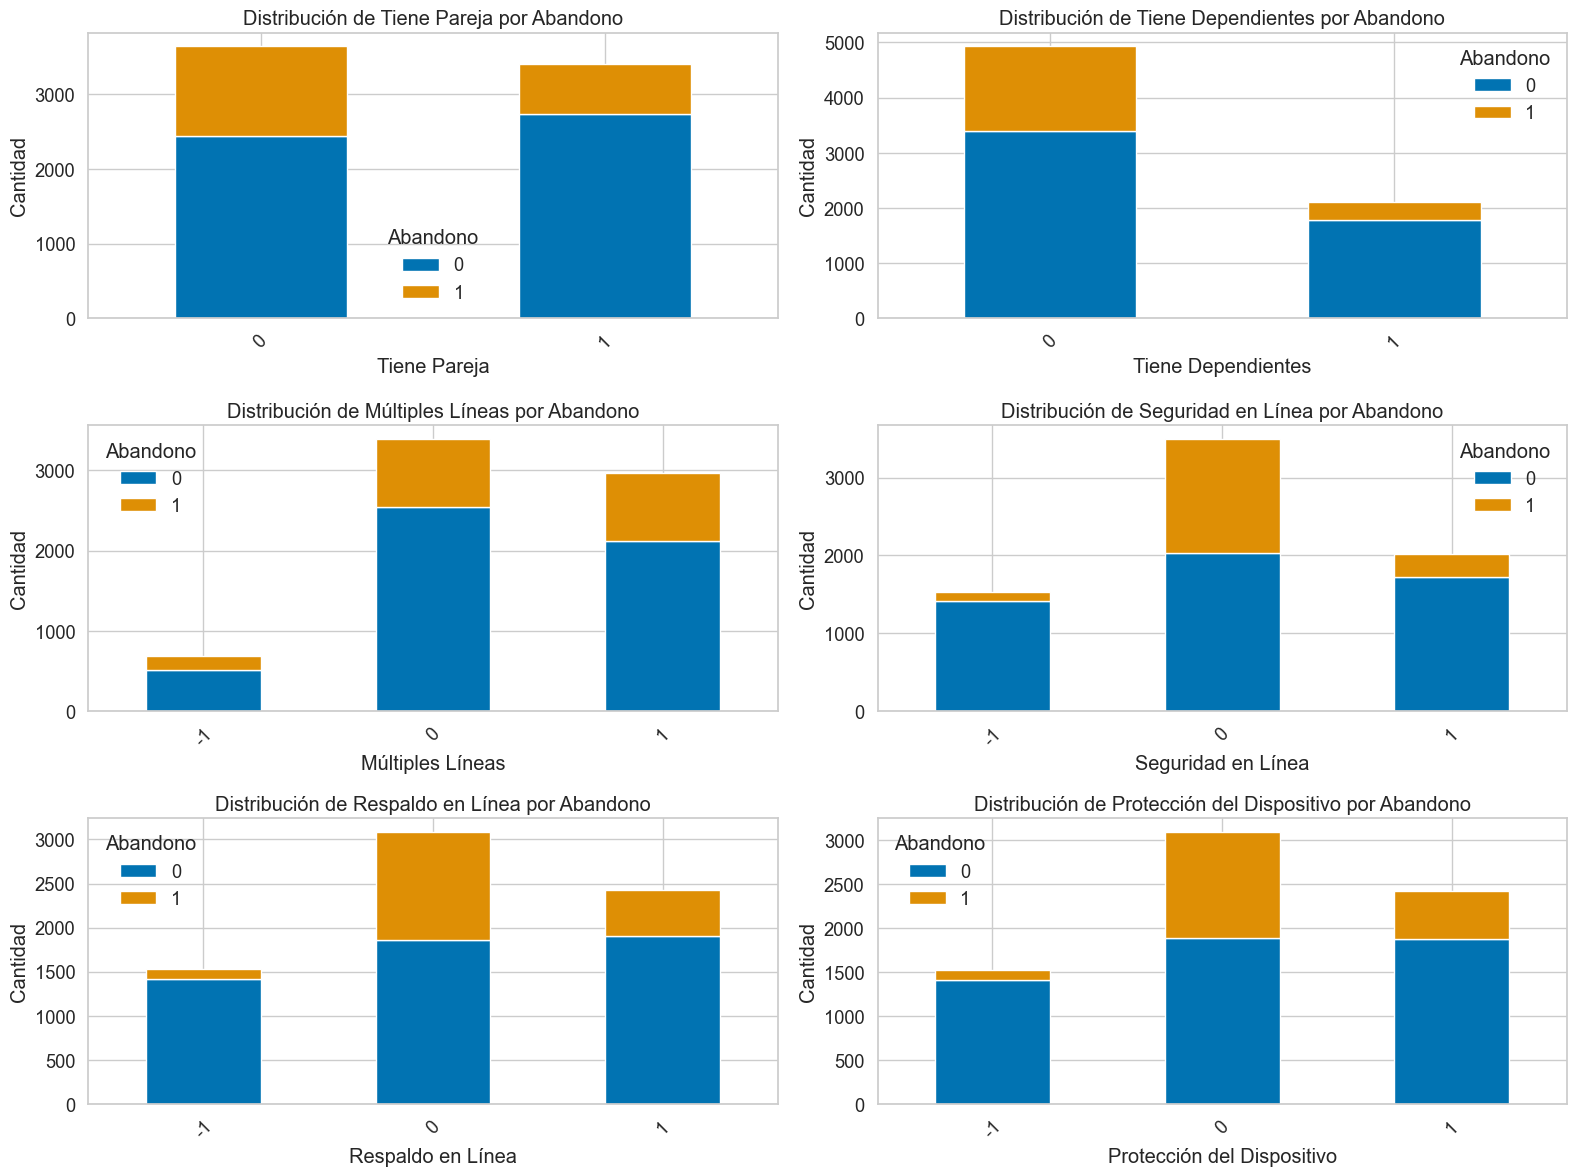 Distribución de Tiene Pareja por Abandono
Cantidad
3000
2000
1000
0
Abandono
0
1
0
1
Tiene Pareja
Distribución de Tiene Dependientes por Abandono
Cantidad
5000
4000
3000
2000
1000
0
Abandono
0
1
0
1
Tiene Dependientes
Distribución de Múltiples Líneas por Abandono
Cantidad
3000
2000
1000
0
Abandono
0
1
-1
0
1
Múltiples Líneas
Distribución de Seguridad en Línea por Abandono
Cantidad
3000
2000
1000
0
Abandono
0
1
-1
0
1
Seguridad en Línea
Distribución de Respaldo en Línea por Abandono
Cantidad
3000
2500
2000
1500
1000
500
0
Abandono
0
1
-1
0
1
Respaldo en Línea
Distribución de Protección del Dispositivo por Abandono
Cantidad
3000
2500
2000
1500
1000
500
0
Abandono
0
1
-1
0
1
Protección del Dispositivo